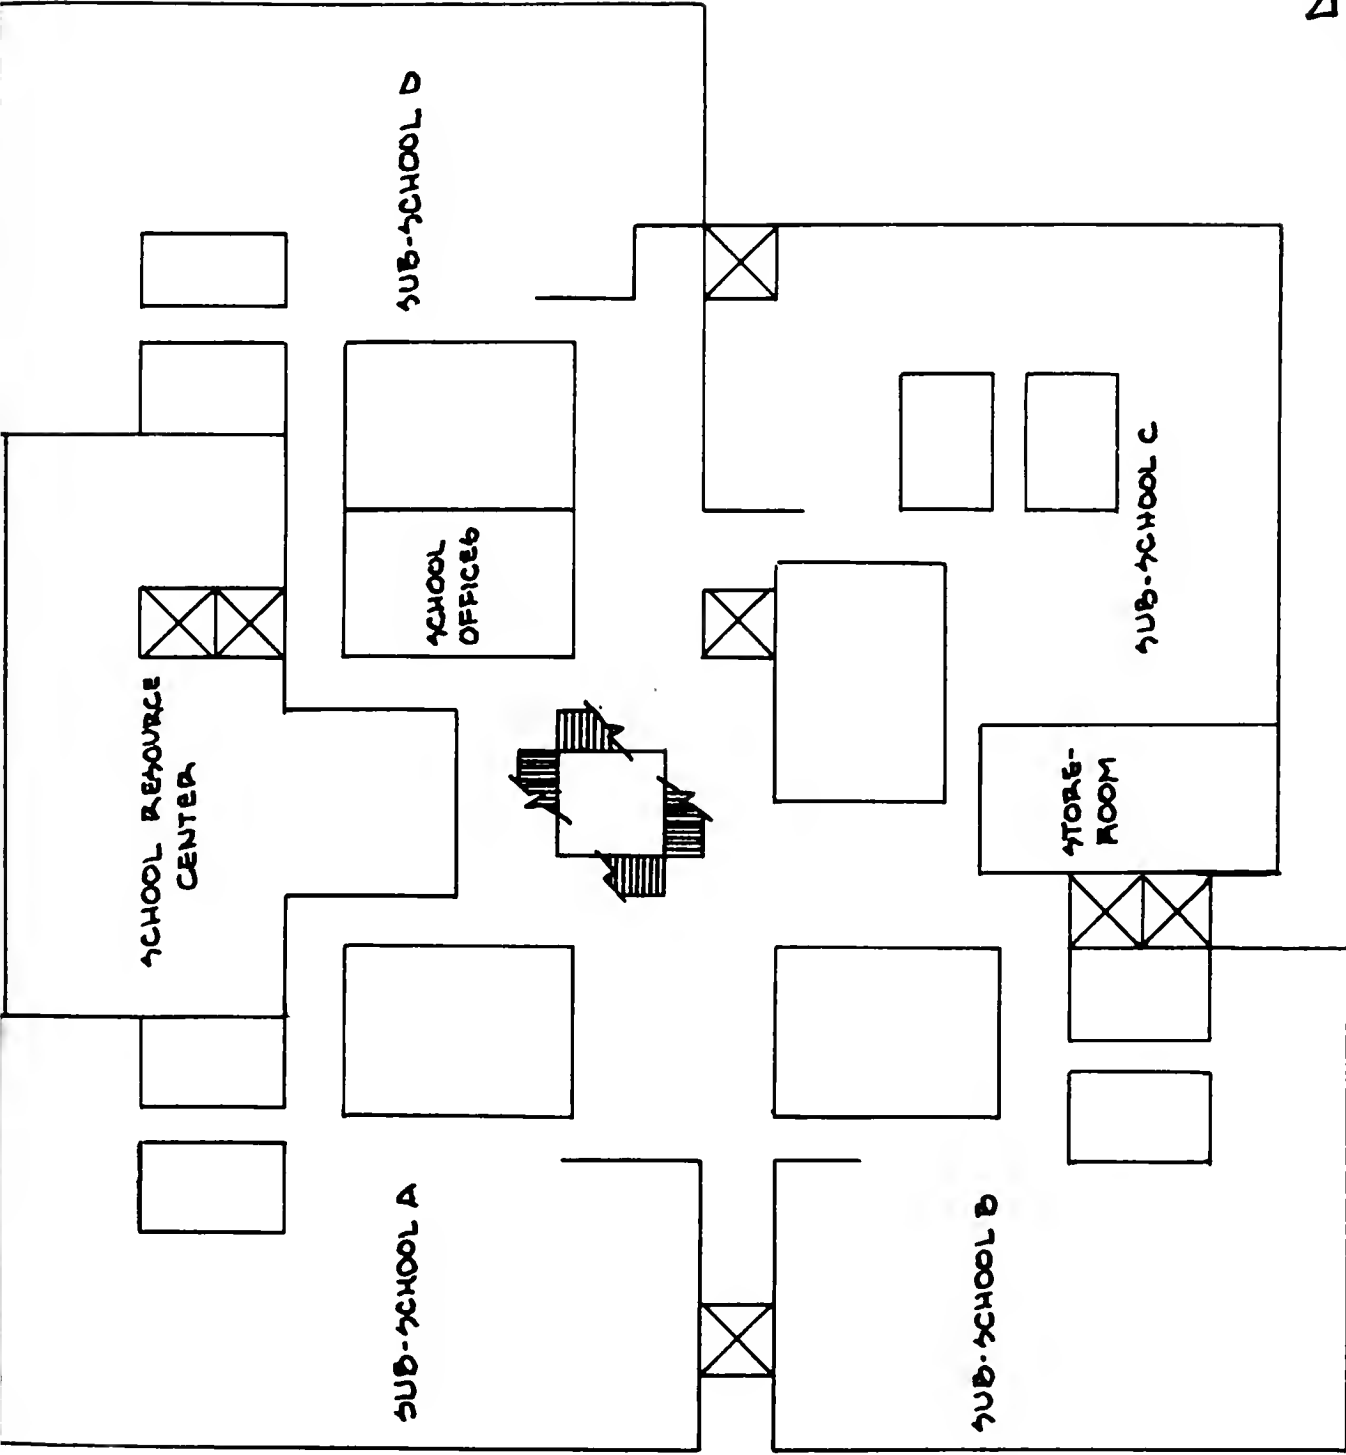 SUB-SCHOOL D
SCHOOL
OFFICES
SUB-SCHOOL C
SCHOOL RESOURCE
CENTER
STORE-
ROOM
SUB-SCHOOL A
SUB-SCHOOL B